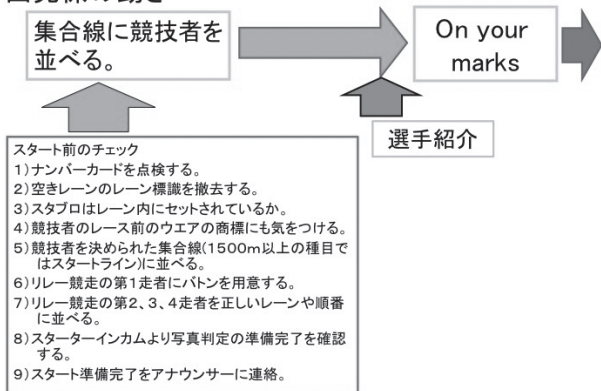 集合線に競技者を
並べる。
On your
marks
選手紹介
スタート前のチェック
1)ナンバーカードを点検する。
2)空きレーンのレーン標識を撤去する。
3)スタブロはレーン内にセットされているか。
4)競技者のレース前のウエアの商標にも気をつける。
5)競技者を決められた集合線(1500m以上の種目で
はスタートライン)に並べる。
6)リレー競走の第1走者にバトンを用意する。
7)リレー競走の第2、3、4走者を正しいレーンや順番
に並べる。
8)スターターインカムより写真判定の準備完了を確認
する。
9)スタート準備完了をアナウンサーに連絡。